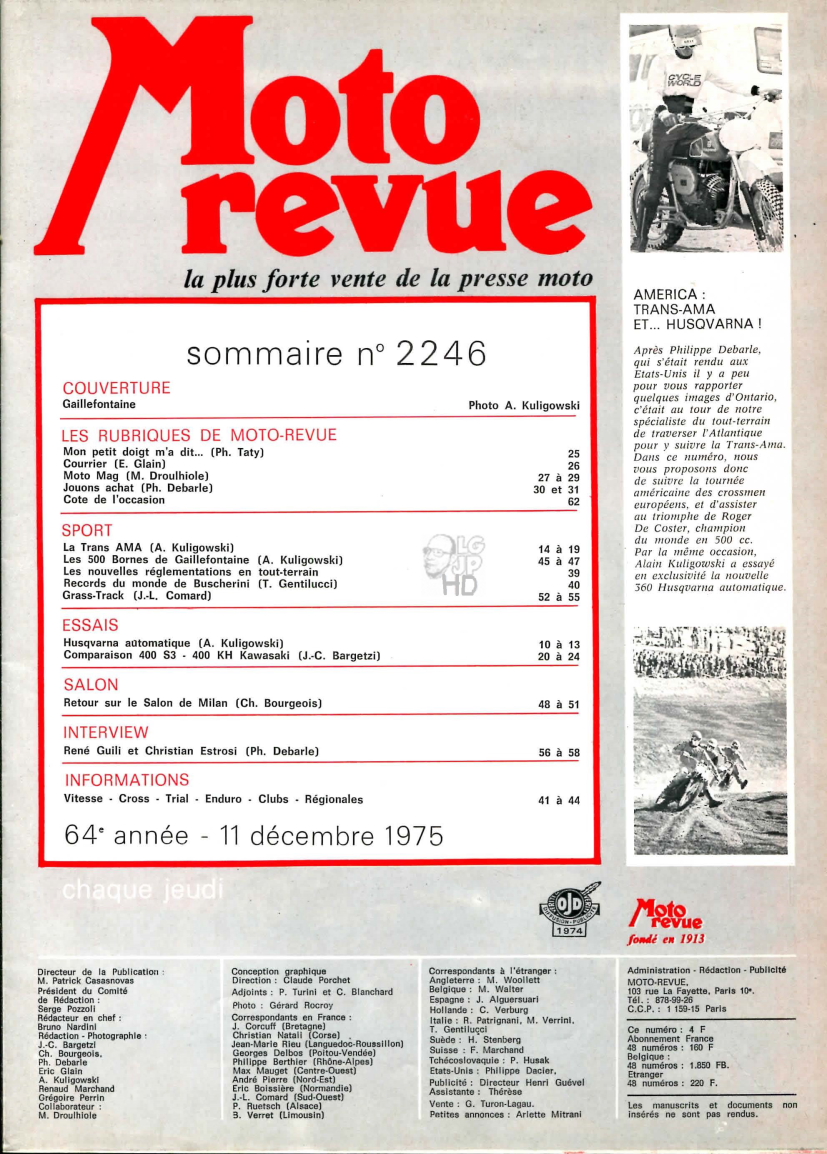 Moto
revue
la plus forte vente de la presse moto
sommaire n° 2246
COUVERTURE
Gaillefontaine Photo A. Kuligowski
LES RUBRIQUES DE MOTO-REVUE
Mon petit doigt m'a dit... (Ph. Taty) 25
Courrier (E. Glain) 26
Moto Mag (M. Droulhiole) 27 à 29
Jouons achat (Ph. Debarle) 30 et 31
Cote de l'occasion 62
SPORT
La Trans AMA (A. Kuligowski) 14 à 19
Les 500 Bornes de Gaillefontaine (A. Kuligowski) 45 à 47
Les nouvelles réglementations en tout-terrain 39
Records du monde de Buscherini (T. Gentilucci) 40
Grass-Track (J.-L. Comard) 52 à 55
LG
JP
HD
ESSAIS
Husqvarna automatique (A. Kuligowski) 10 à 13
Comparaison 400 S3 - 400 KH Kawasaki (J.-C. Bargetzi) 20 à 24
SALON
Retour sur le Salon de Milan (Ch. Bourgeois) 48 à 51
INTERVIEW
René Guili et Christian Estrosi (Ph. Debarle) 56 à 58
INFORMATIONS
Vitesse - Cross - Trial - Enduro - Clubs - Régionales 41 à 44
64e année - 11 décembre 1975
chaque jeudi
CYCLE
WORLD
AMERICA :
TRANS-AMA
ET... HUSQVARNA !
Après Philippe Debarle,
qui s'était rendu aux
Etats-Unis il y a peu
pour vous rapporter
quelques images d'Ontario,
c'était au tour de notre
spécialiste du tout-terrain
de traverser l'Atlantique
pour y suivre la Trans-Ama.
Dans ce numéro, nous
vous proposons donc
de suivre la tournée
américaine des crossmen
européens, et d'assister
au triomphe de Roger
De Coster, champion
du monde en 500 cc.
Par la même occasion,
Alain Kuligowski a essayé
en exclusivité la nouvelle
360 Husqvarna automatique.
OJD
DIFFUSION-PUBLICITÉ
1974
Moto
revue
fondé en 1913
Directeur de la Publication :
M. Patrick Casasnovas
Président du Comité
de Rédaction :
Serge Pozzoli
Rédacteur en chef :
Bruno Nardini
Rédaction - Photographie :
J.-C. Bargetzi
Ch. Bourgeois,
Ph. Debarle
Eric Glain
A. Kuligowski
Renaud Marchand
Grégoire Perrin
Collaborateur :
M. Droulhiole
Conception graphique
Direction : Claude Porchet
Adjoints : P. Turini et C. Blanchard
Photo : Gérard Rocroy
Correspondants en France :
J. Corcuff (Bretagne)
Christian Natali (Corse)
Jean-Marie Rieu (Languedoc-Roussillon)
Georges Delbos (Poitou-Vendée)
Philippe Berthier (Rhône-Alpes)
Max Mauget (Centre-Ouest)
André Pierre (Nord-Est)
Eric Boissière (Normandie)
J.-L. Comard (Sud-Ouest)
P. Ruetsch (Alsace)
B. Verret (Limousin)
Correspondants à l'étranger :
Angleterre : M. Woollett
Belgique : M. Walter
Espagne : J. Alguersuari
Hollande : C. Verburg
Italie : R. Patrignani, M. Verrini,
T. Gentilucci
Suède : H. Stenberg
Suisse : F. Marchand
Tchécoslovaquie : P. Husak
Etats-Unis : Philippe Dacier,
Publicité : Directeur Henri Guével
Assistante : Thérèse
Vente : G. Turon-Lagau.
Petites annonces : Arlette Mitrani
Administration - Rédaction - Publicité
MOTO-REVUE,
103 rue La Fayette, Paris 10e.
Tél. : 878-99-26
C.C.P. : 1 159-15 Paris
Ce numéro : 4 F
Abonnement France
48 numéros : 160 F
Belgique :
48 numéros : 1.850 FB.
Etranger
48 numéros : 220 F.
Les manuscrits et documents non
insérés ne sont pas rendus.